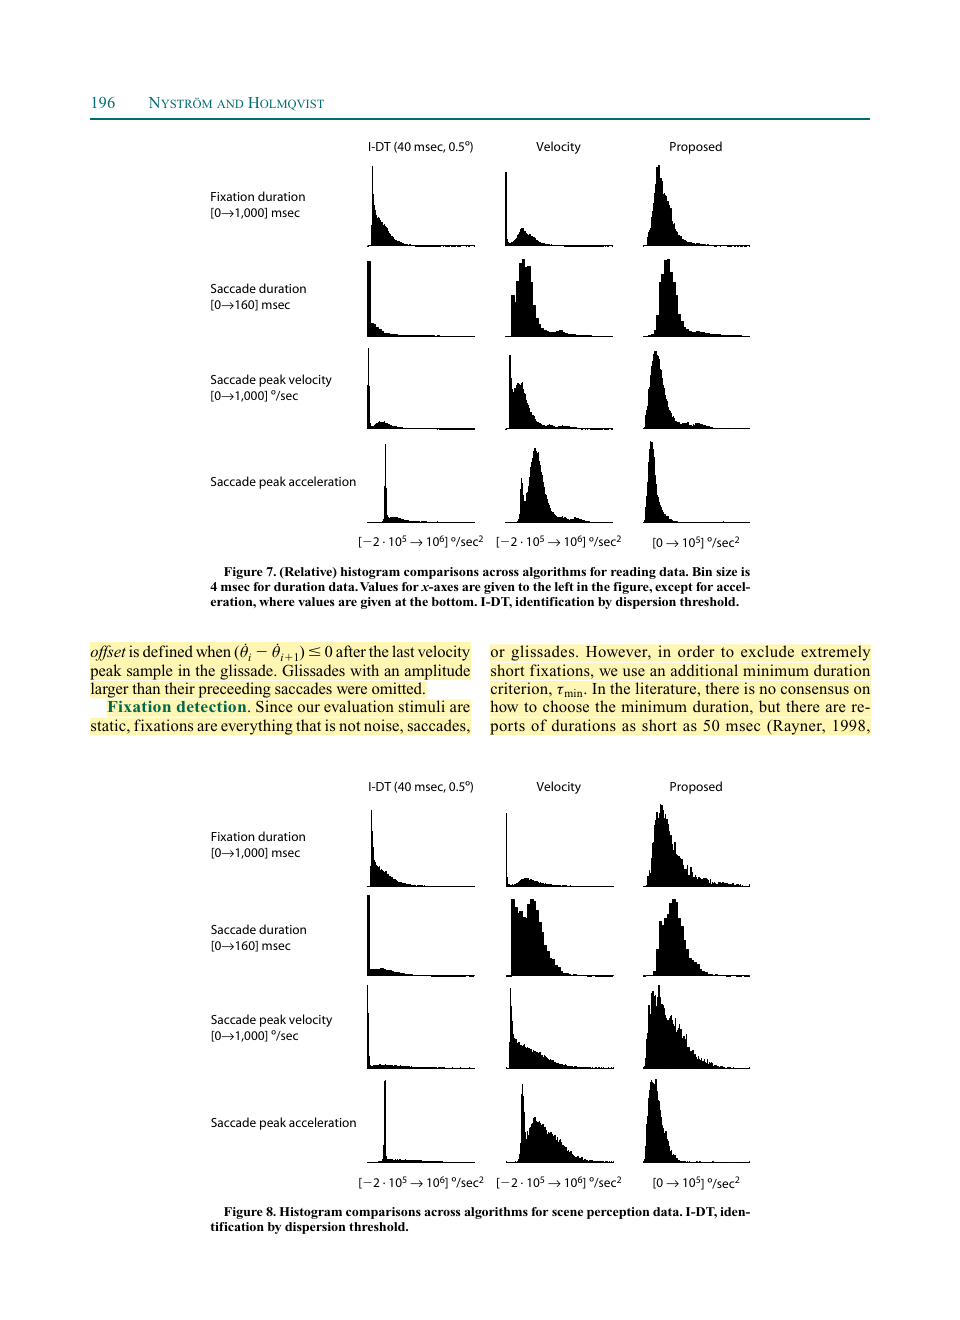 196 NYSTRÖM AND HOLMQVIST
I-DT (40 msec, 0.5º) Velocity Proposed
Fixation duration
[0→1,000] msec
Saccade duration
[0→160] msec
Saccade peak velocity
[0→1,000] º/sec
Saccade peak acceleration
[−2 · 10⁵ → 10⁶] º/sec² [−2 · 10⁵ → 10⁶] º/sec² [0 → 10⁵] º/sec²
Figure 7. (Relative) histogram comparisons across algorithms for reading data. Bin size is
4 msec for duration data. Values for x-axes are given to the left in the figure, except for accel-
eration, where values are given at the bottom. I-DT, identification by dispersion threshold.
offset is defined when (θ̇ᵢ − θ̇ᵢ₊₁) ≤ 0 after the last velocity
peak sample in the glissade. Glissades with an amplitude
larger than their preceeding saccades were omitted.
Fixation detection. Since our evaluation stimuli are
static, fixations are everything that is not noise, saccades,
or glissades. However, in order to exclude extremely
short fixations, we use an additional minimum duration
criterion, τmin. In the literature, there is no consensus on
how to choose the minimum duration, but there are re-
ports of durations as short as 50 msec (Rayner, 1998,
I-DT (40 msec, 0.5º) Velocity Proposed
Fixation duration
[0→1,000] msec
Saccade duration
[0→160] msec
Saccade peak velocity
[0→1,000] º/sec
Saccade peak acceleration
[−2 · 10⁵ → 10⁶] º/sec² [−2 · 10⁵ → 10⁶] º/sec² [0 → 10⁵] º/sec²
Figure 8. Histogram comparisons across algorithms for scene perception data. I-DT, iden-
tification by dispersion threshold.